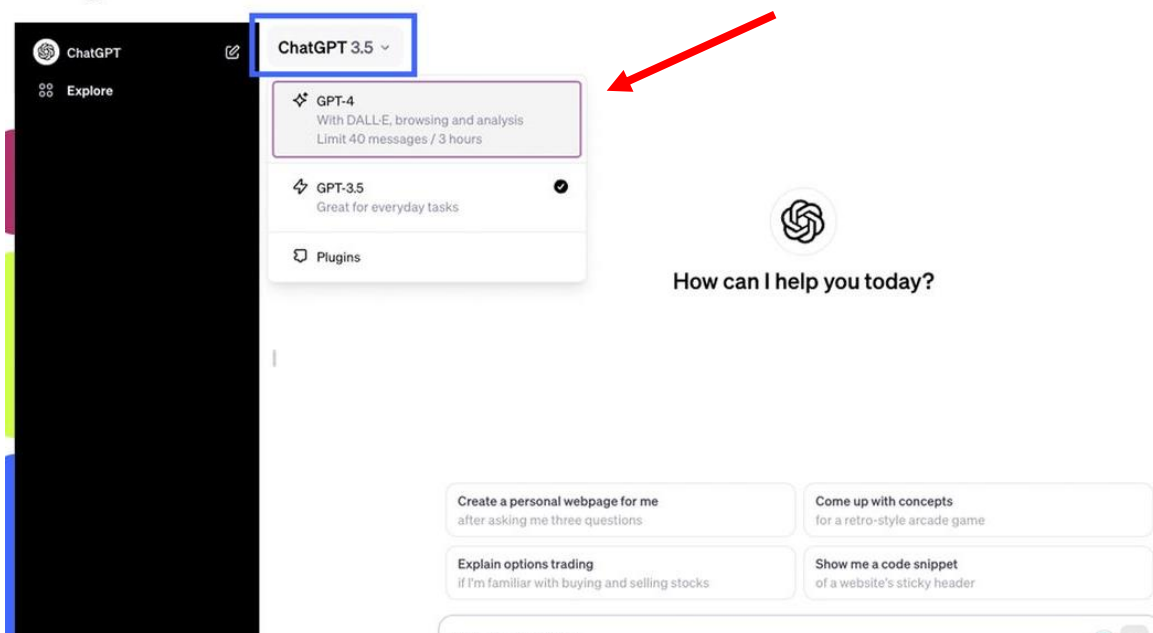 ChatGPT
Explore
ChatGPT 3.5
GPT-4
With DALL·E, browsing and analysis
Limit 40 messages / 3 hours
GPT-3.5
Great for everyday tasks
Plugins
How can I help you today?
Create a personal webpage for me
after asking me three questions
Come up with concepts
for a retro-style arcade game
Explain options trading
if I'm familiar with buying and selling stocks
Show me a code snippet
of a website's sticky header